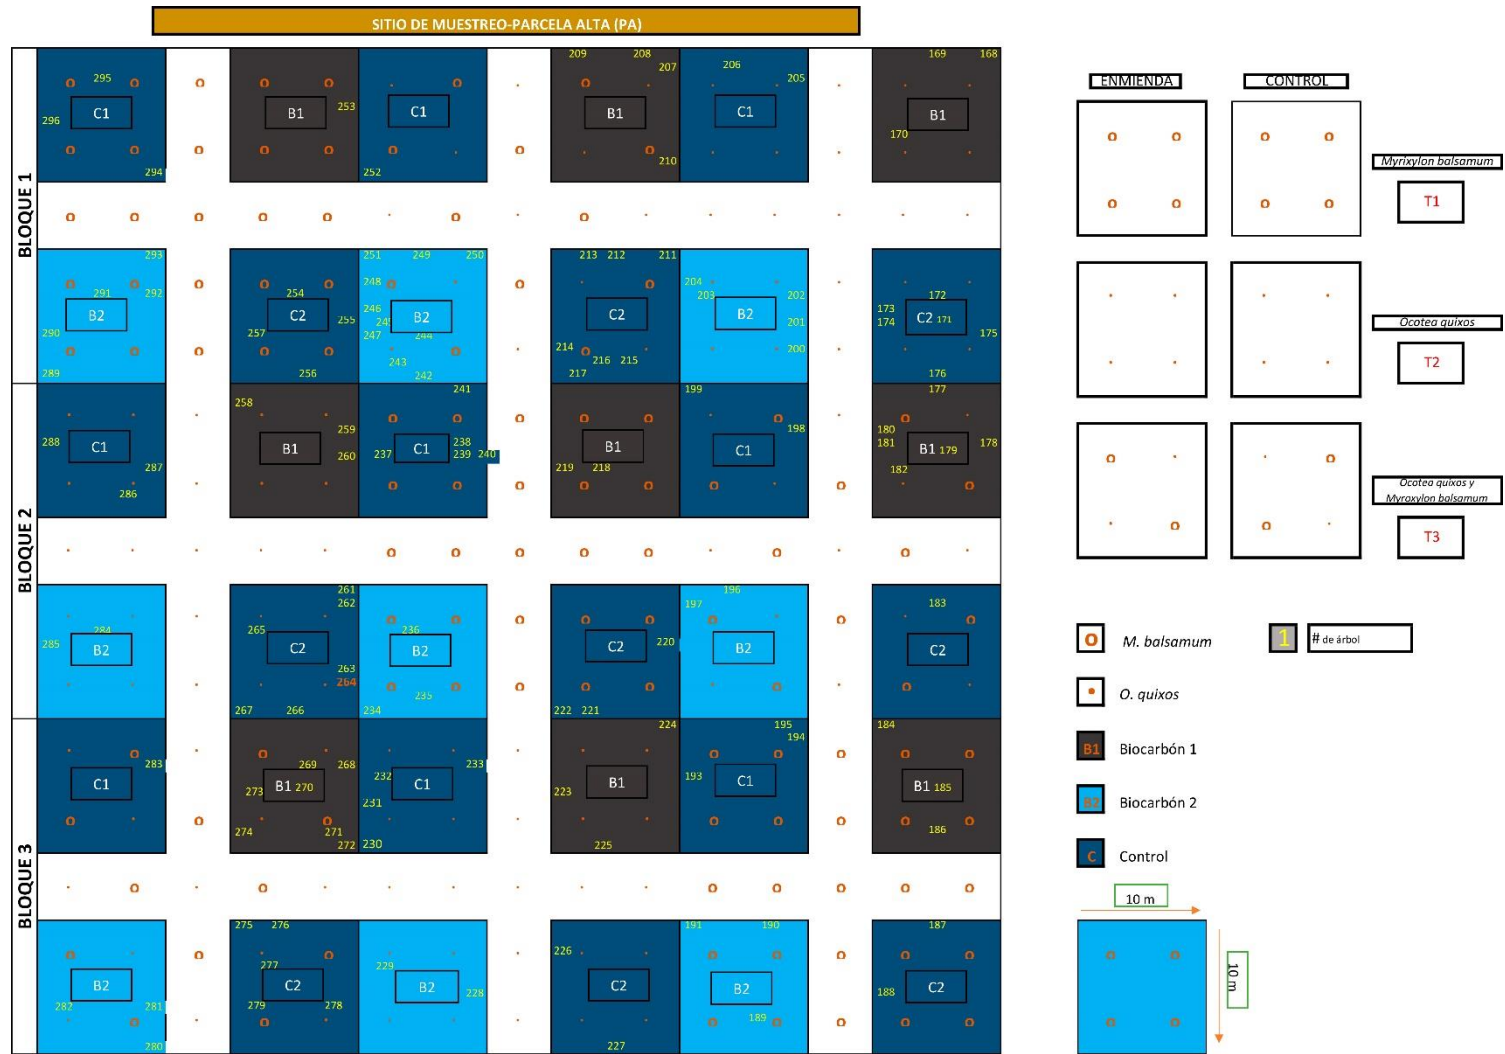 SITIO DE MUESTREO-PARCELA ALTA (PA)
BLOQUE 1
295
C1
296
294
B1
253
C1
252
209
208
207
B1
210
206
205
C1
169
168
B1
170
293
291
292
B2
290
289
254
C2
255
257
256
251
249
250
248
246
245
B2
247
244
243
242
213
212
211
C2
214
216
215
217
204
203
202
B2
201
200
172
173
174
C2
171
175
176
BLOQUE 2
288
C1
287
286
258
259
B1
260
241
237
C1
238
239
240
B1
219
218
199
198
C1
177
180
181
B1
179
178
182
285
284
B2
261
262
265
C2
263
264
267
266
236
B2
235
234
C2
220
222
221
196
197
B2
183
C2
BLOQUE 3
283
C1
269
268
273
B1
270
274
271
272
233
232
C1
231
230
224
B1
223
225
195
194
193
C1
184
B1
185
186
B2
282
281
280
275
276
277
C2
279
278
229
B2
228
226
C2
227
191
190
B2
189
187
188
C2
ENMIENDA
CONTROL
Myrixylon balsamum
T1
Ocotea quixos
T2
Ocotea quixos y
Myroxylon balsamum
T3
M. balsamum
1
# de árbol
O. quixos
B1
Biocarbón 1
B2
Biocarbón 2
C
Control
10 m
10 m